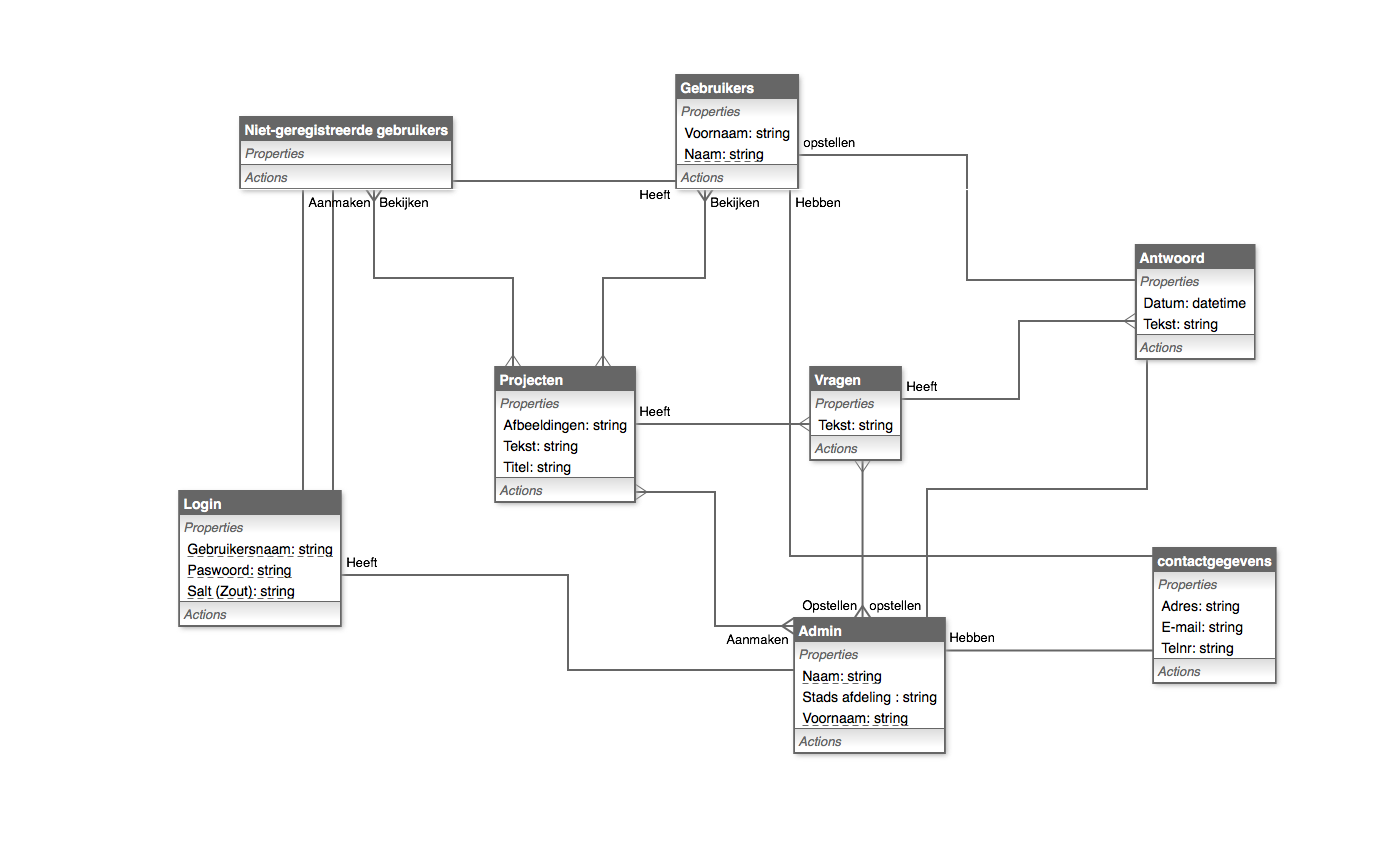 Gebruikers
Properties
Voornaam: string
Naam: string
Actions
Niet-geregistreerde gebruikers
Properties
Actions
opstellen
Heeft
Aanmaken
Bekijken
Bekijken
Hebben
Antwoord
Properties
Datum: datetime
Tekst: string
Actions
Projecten
Properties
Afbeeldingen: string
Tekst: string
Titel: string
Actions
Heeft
Vragen
Properties
Tekst: string
Actions
Heeft
Login
Properties
Gebruikersnaam: string
Paswoord: string
Salt (Zout): string
Actions
Heeft
contactgegevens
Properties
Adres: string
E-mail: string
Telnr: string
Actions
Opstellen
opstellen
Aanmaken
Admin
Properties
Naam: string
Stads afdeling : string
Voornaam: string
Actions
Hebben